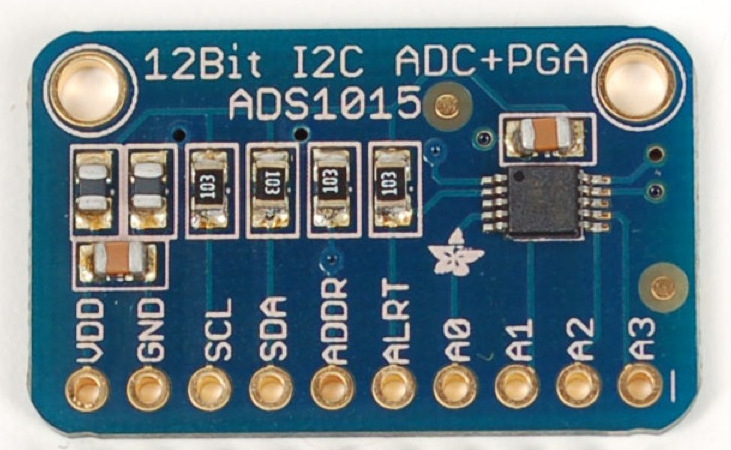 12Bit I2C ADC+PGA
ADS1015
103 103 103 103
VDD GND SCL SDA ADDR ALRT A0 A1 A2 A3